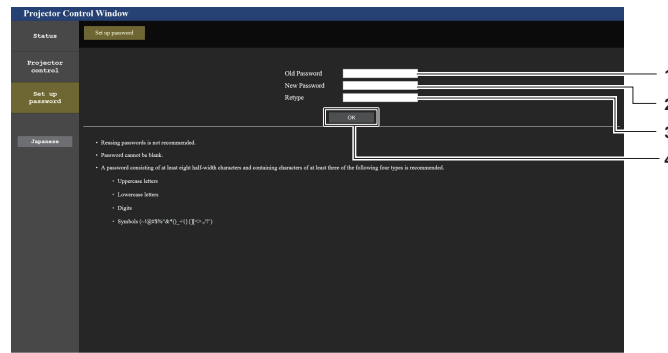 Projector Control Window
Status
Set up password
Projector
control
Set up
password
Japanese
Old Password
New Password
Retype
OK
1
2
3
4
• Reusing passwords is not recommended.
• Password cannot be blank.
• A password consisting of at least eight half-width characters and containing characters of at least three of the following four types is recommended.
• Uppercase letters
• Lowercase letters
• Digits
• Symbols